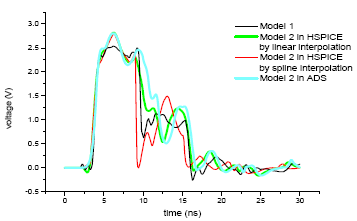 Model 1
Model 2 in HSPICE
by linear interpolation
Model 2 in HSPICE
by spline interpolation
Model 2 in ADS
voltage (V)
3.0
2.5
2.0
1.5
1.0
0.5
0.0
-0.5
0 5 10 15 20 25 30
time (ns)